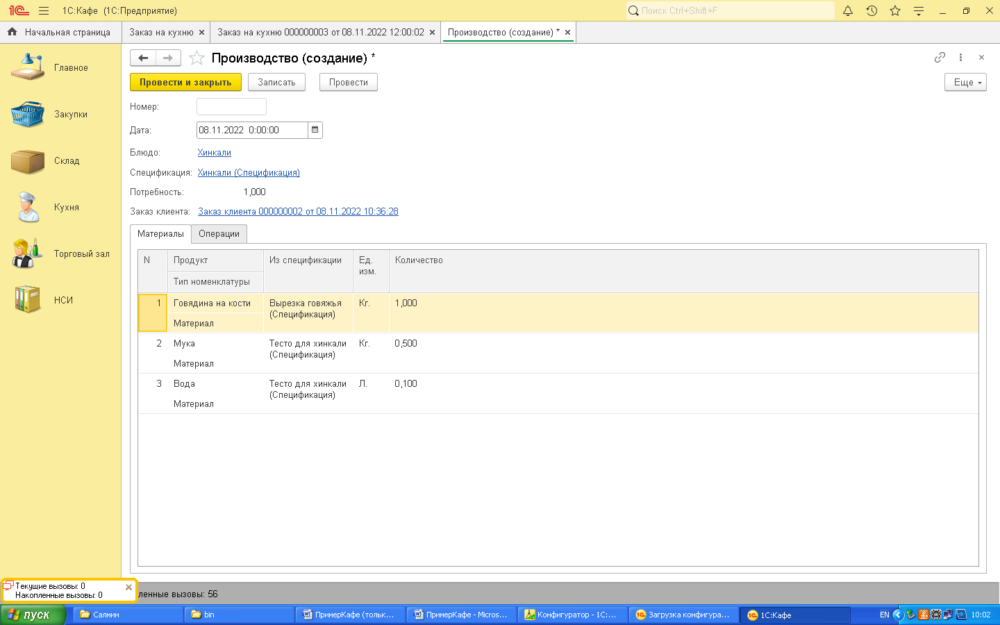 1С:Кафе (1С:Предприятие)
Поиск Ctrl+Shift+F
Начальная страница
Заказ на кухню
Заказ на кухню 000000003 от 08.11.2022 12:00:02
Производство (создание) *
Главное
Закупки
Склад
Кухня
Торговый зал
НСИ
Производство (создание) *
Провести и закрыть
Записать
Провести
Еще
Номер:
Дата: 08.11.2022 0:00:00
Блюдо: Хинкали
Спецификация: Хинкали (Спецификация)
Потребность: 1,000
Заказ клиента: Заказ клиента 000000002 от 08.11.2022 10:36:28
Материалы
Операции
N
Продукт
Тип номенклатуры
Из спецификации
Ед.
изм.
Количество
1
Говядина на кости
Материал
Вырезка говяжья
(Спецификация)
Кг.
1,000
2
Мука
Материал
Тесто для хинкали
(Спецификация)
Кг.
0,500
3
Вода
Материал
Тесто для хинкали
(Спецификация)
Л.
0,100
Текущие вызовы: 0
Накопленные вызовы: 0
ленные вызовы: 56
пуск
Салмин
bin
ПримерКафе (тольк...
ПримерКафе - Micros...
Конфигуратор - 1С:...
Загрузка конфигура...
1С:Кафе
EN
10:02